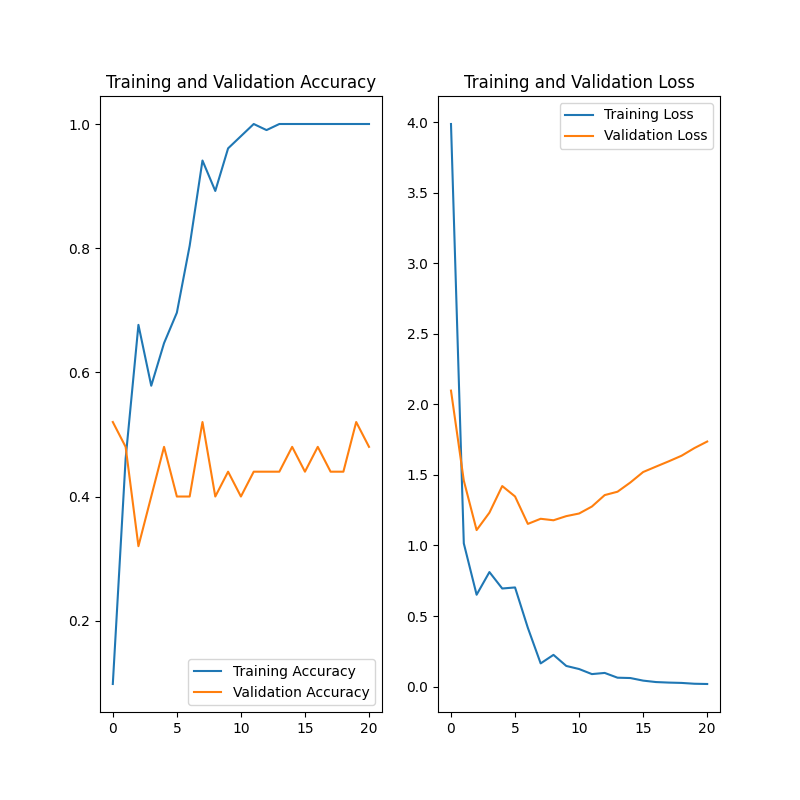 Training and Validation Accuracy
1.0
0.8
0.6
0.4
0.2
0 5 10 15 20
Training Accuracy
Validation Accuracy
Training and Validation Loss
4.0
3.5
3.0
2.5
2.0
1.5
1.0
0.5
0.0
0 5 10 15 20
Training Loss
Validation Loss